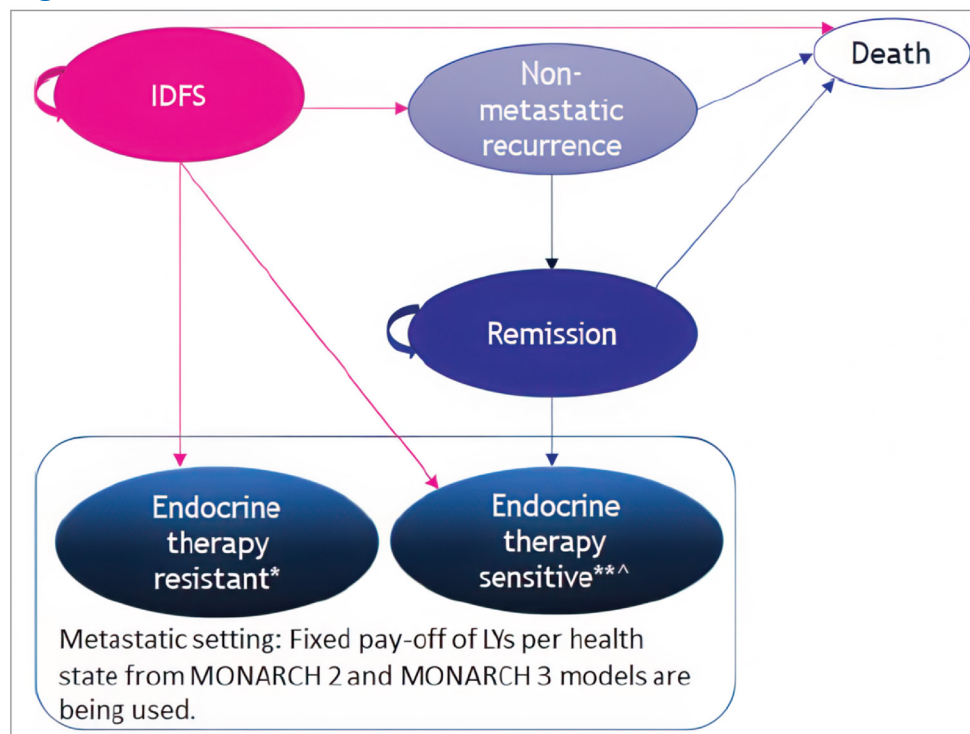 IDFS
Non-
metastatic
recurrence
Death
Remission
Endocrine
therapy
resistant*
Endocrine
therapy
sensitive**^
Metastatic setting: Fixed pay-off of LYs per health
state from MONARCH 2 and MONARCH 3 models are
being used.